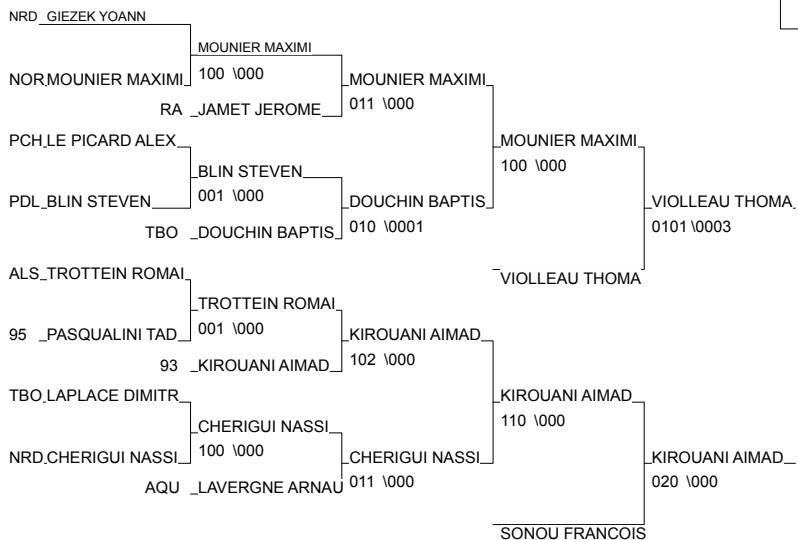 NRD GIEZEK YOANN
MOUNIER MAXIMI
NOR MOUNIER MAXIMI 100 \000 MOUNIER MAXIMI
RA JAMET JEROME 011 \000
PCH LE PICARD ALEX MOUNIER MAXIMI
BLIN STEVEN 100 \000
PDL BLIN STEVEN 001 \000 DOUCHIN BAPTIS VIOLLEAU THOMA
TBO DOUCHIN BAPTIS 010 \0001 0101 \0003
ALS TROTTEIN ROMAI VIOLLEAU THOMA
TROTTEIN ROMAI
95 PASQUALINI TAD 001 \000 KIROUANI AIMAD
93 KIROUANI AIMAD 102 \000
TBO LAPLACE DIMITR KIROUANI AIMAD
CHERIGUI NASSI 110 \000
NRD CHERIGUI NASSI 100 \000 CHERIGUI NASSI KIROUANI AIMAD
AQU LAVERGNE ARNAU 011 \000 020 \000
SONOU FRANCOIS